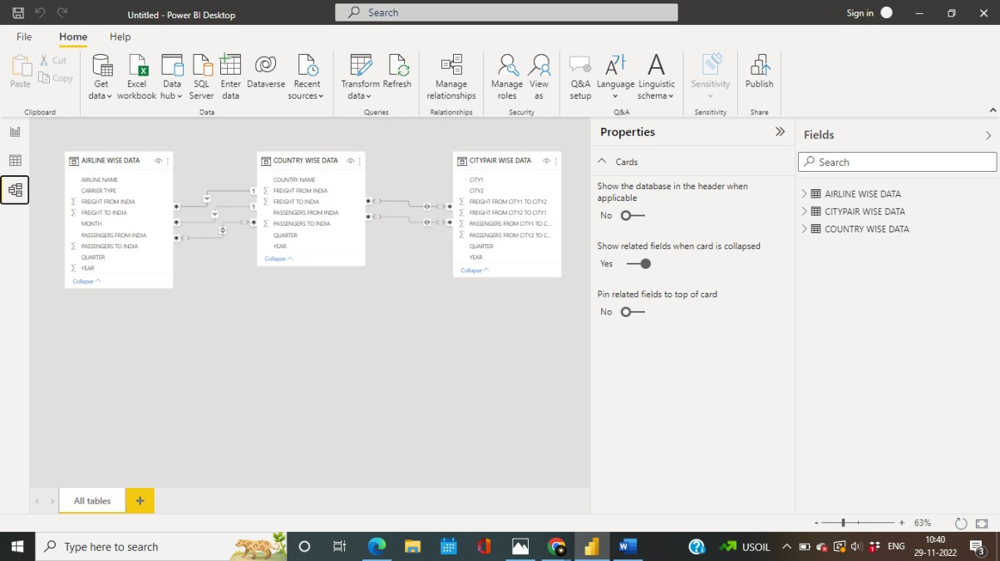 Untitled - Power BI Desktop
Search
Sign in
File Home Help
Paste
Cut
Copy
Get data
Excel workbook
Data hub
SQL Server
Enter data
Dataverse
Recent sources
Transform data
Refresh
Manage relationships
Manage roles
View as
Q&A setup
Language
Linguistic schema
Sensitivity
Publish
Clipboard
Data
Queries
Relationships
Security
Q&A
Sensitivity
Share
AIRLINE WISE DATA
AIRLINE NAME
CARRIER TYPE
FREIGHT FROM INDIA
FREIGHT TO INDIA
MONTH
PASSENGERS FROM INDIA
PASSENGERS TO INDIA
QUARTER
YEAR
Collapse
COUNTRY WISE DATA
COUNTRY NAME
FREIGHT FROM INDIA
FREIGHT TO INDIA
PASSENGERS FROM INDIA
PASSENGERS TO INDIA
QUARTER
YEAR
Collapse
1
1
CITYPAIR WISE DATA
CITY1
CITY2
FREIGHT FROM CITY1 TO CITY2
FREIGHT FROM CITY2 TO CITY1
PASSENGERS FROM CITY1 TO C...
PASSENGERS FROM CITY2 TO C...
QUARTER
YEAR
Collapse
Properties
Cards
Show the database in the header when
applicable
No
Show related fields when card is collapsed
Yes
Pin related fields to top of card
No
Fields
Search
AIRLINE WISE DATA
CITYPAIR WISE DATA
COUNTRY WISE DATA
All tables
+
- + 63%
Type here to search
USOIL
ENG
10:40
29-11-2022
3